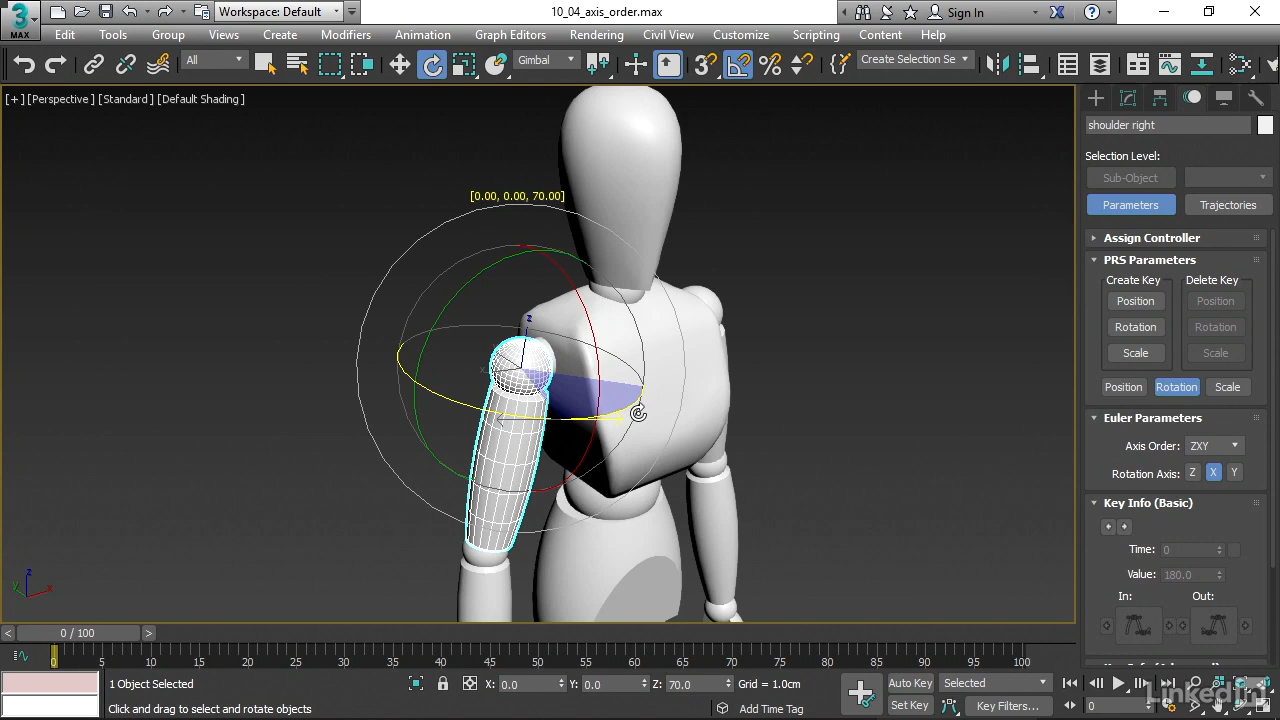 3
MAX
Workspace: Default
10_04_axis_order.max
Sign In
Edit Tools Group Views Create Modifiers Animation Graph Editors Rendering Civil View Customize Scripting Content Help
All
Gimbal
3
%
Create Selection Se
[+] [Perspective] [Standard] [Default Shading]
[0.00, 0.00, 70.00]
z
x
z
y
x
shoulder right
Selection Level:
Sub-Object
Parameters Trajectories
Assign Controller
PRS Parameters
Create Key Delete Key
Position Position
Rotation Rotation
Scale Scale
Position Rotation Scale
Euler Parameters
Axis Order: ZXY
Rotation Axis: Z X Y
Key Info (Basic)
Time: 0
Value: 180.0
In: Out:
< 0 / 100 >
0 5 10 15 20 25 30 35 40 45 50 55 60 65 70 75 80 85 90 95 100
1 Object Selected
X: 0.0 Y: 0.0 Z: 70.0 Grid = 1.0cm
Auto Key Selected
Click and drag to select and rotate objects
Add Time Tag
Set Key Key Filters...
0
LinkedIn